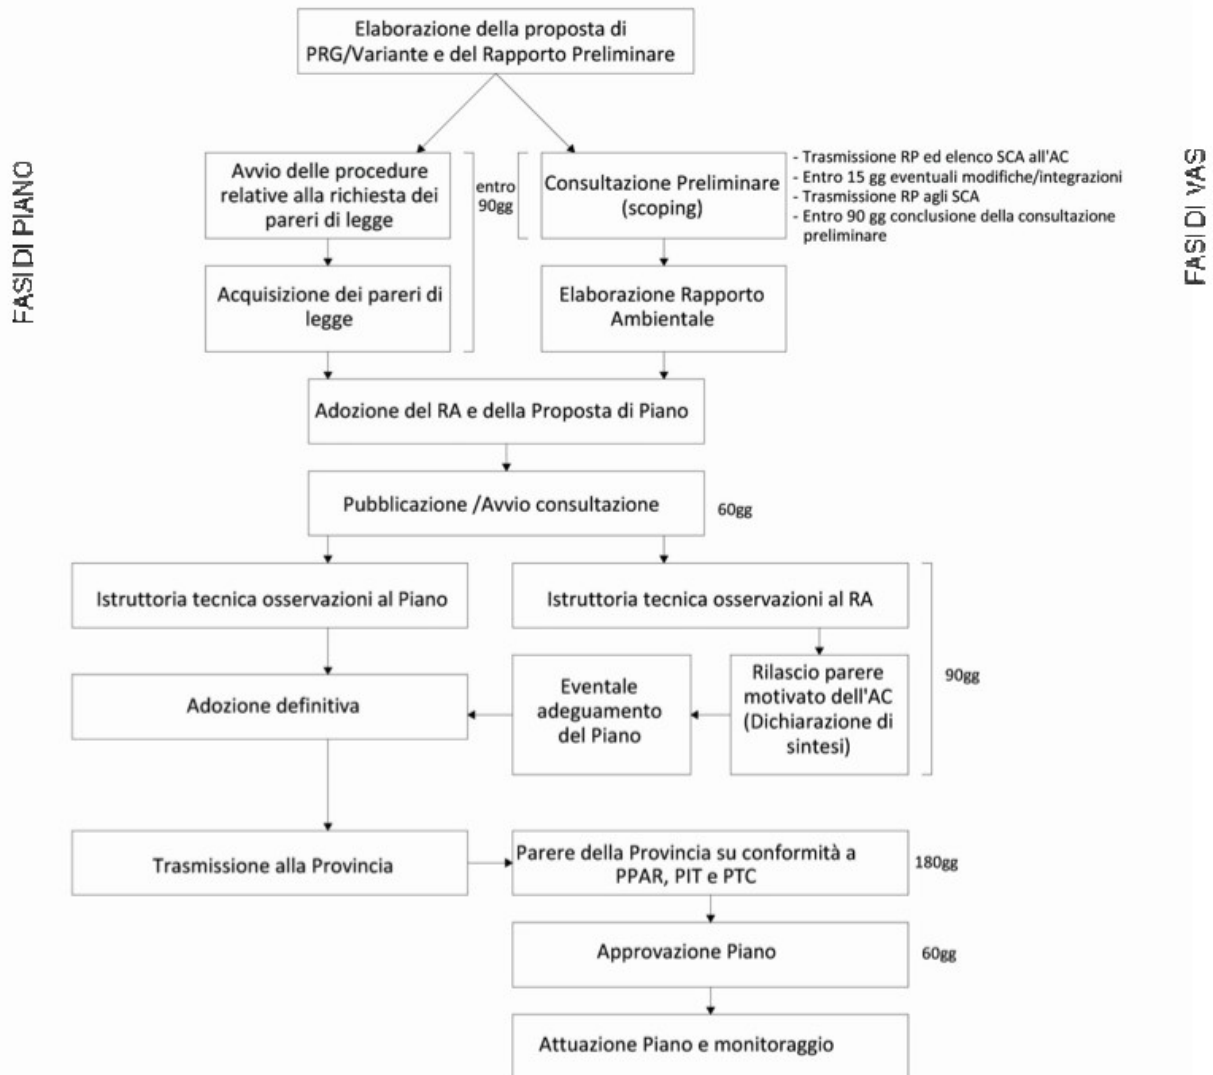 Elaborazione della proposta di
PRG/Variante e del Rapporto Preliminare
FASI DI PIANO
FASI DI VAS
Avvio delle procedure
relative alla richiesta dei
pareri di legge
entro
90gg
Consultazione Preliminare
(scoping)
- Trasmissione RP ed elenco SCA all'AC
- Entro 15 gg eventuali modifiche/integrazioni
- Trasmissione RP agli SCA
- Entro 90 gg conclusione della consultazione
preliminare
Acquisizione dei pareri di
legge
Elaborazione Rapporto
Ambientale
Adozione del RA e della Proposta di Piano
Pubblicazione /Avvio consultazione
60gg
Istruttoria tecnica osservazioni al Piano
Istruttoria tecnica osservazioni al RA
Adozione definitiva
Eventale
adeguamento
del Piano
Rilascio parere
motivato dell'AC
(Dichiarazione di
sintesi)
90gg
Trasmissione alla Provincia
Parere della Provincia su conformità a
PPAR, PIT e PTC
180gg
Approvazione Piano
60gg
Attuazione Piano e monitoraggio